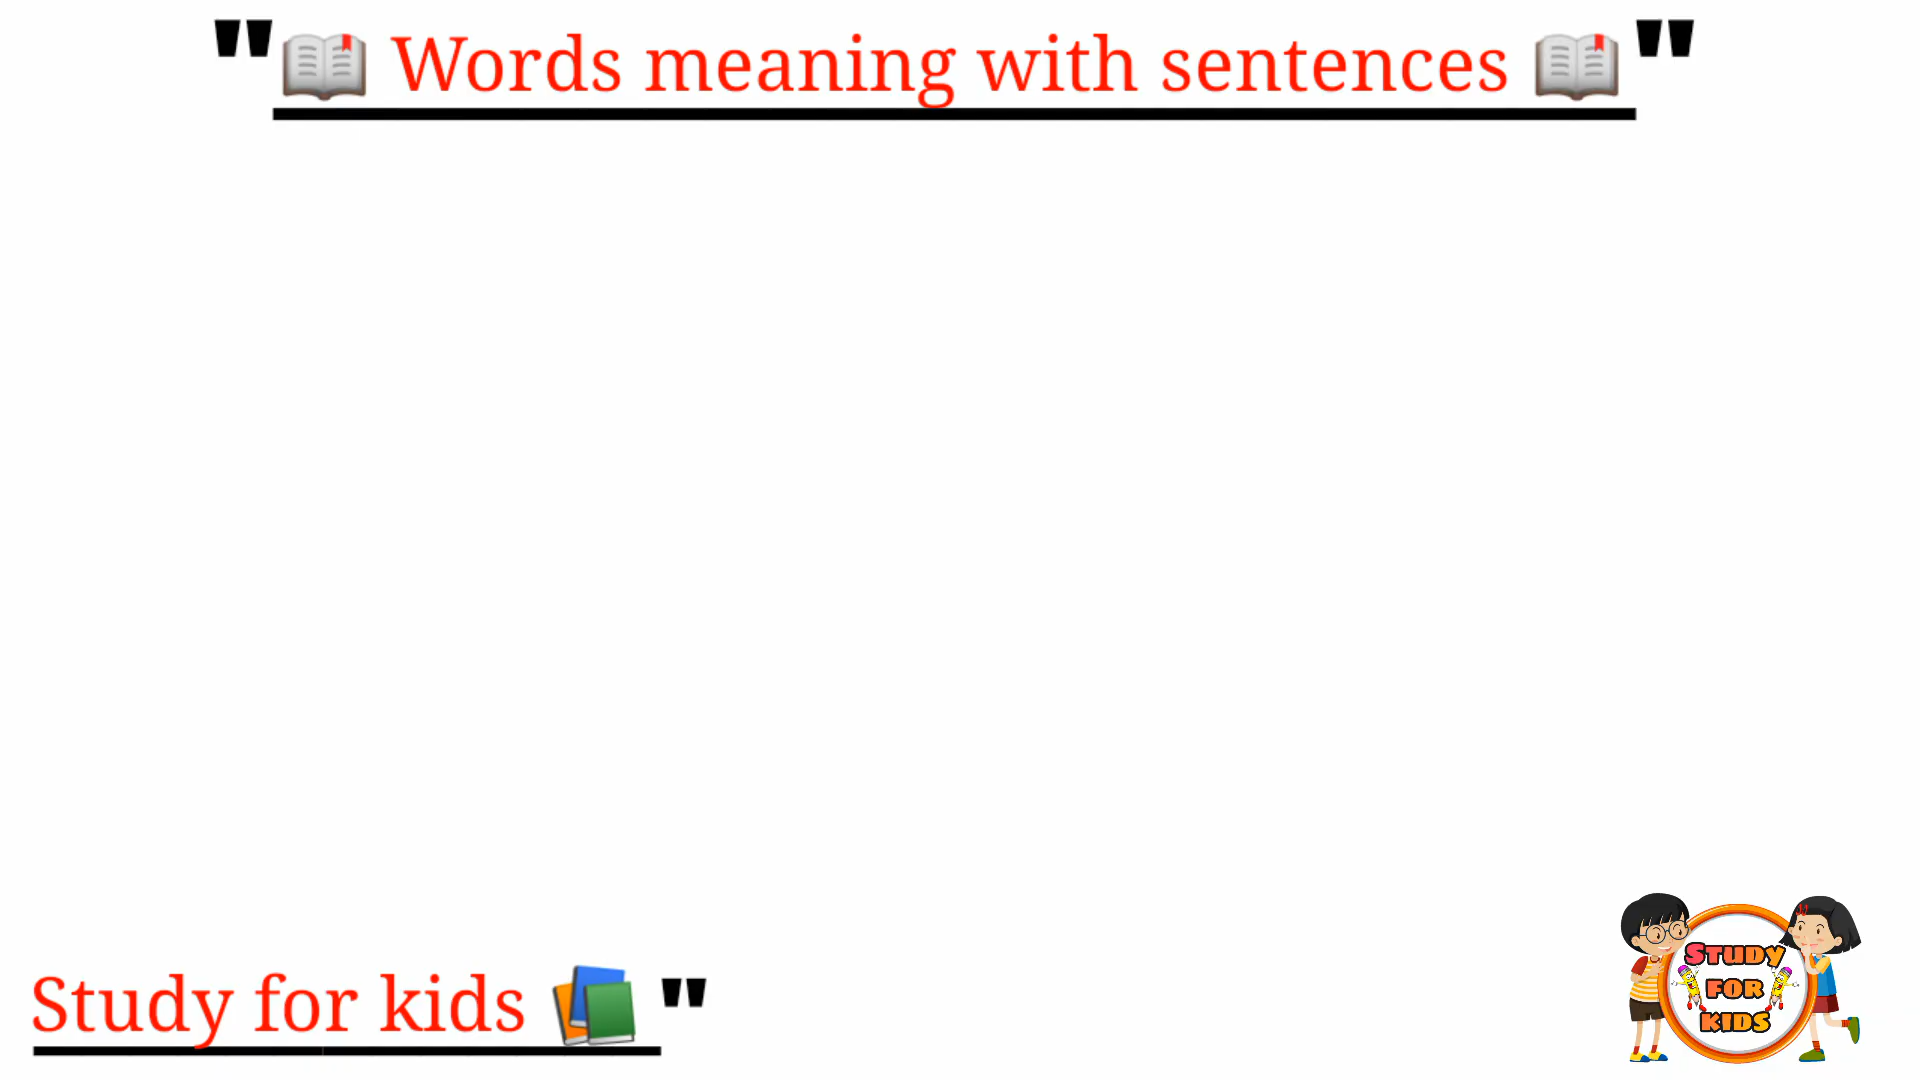 "📖 Words meaning with sentences 📖"
Study for kids 📚"
STUDY
FOR
KIDS